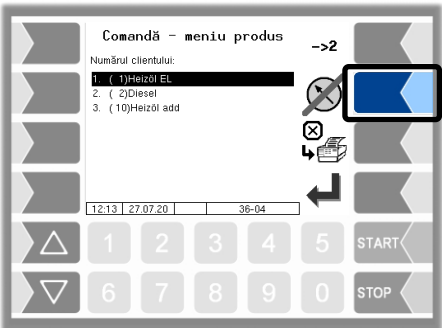 Comandă - meniu produs
->2
Numărul clientului:
1. ( 1)Heizöl EL
2. ( 2)Diesel
3. ( 10)Heizöl add
12:13 27.07.20 36-04
1 2 3 4 5 START
6 7 8 9 0 STOP